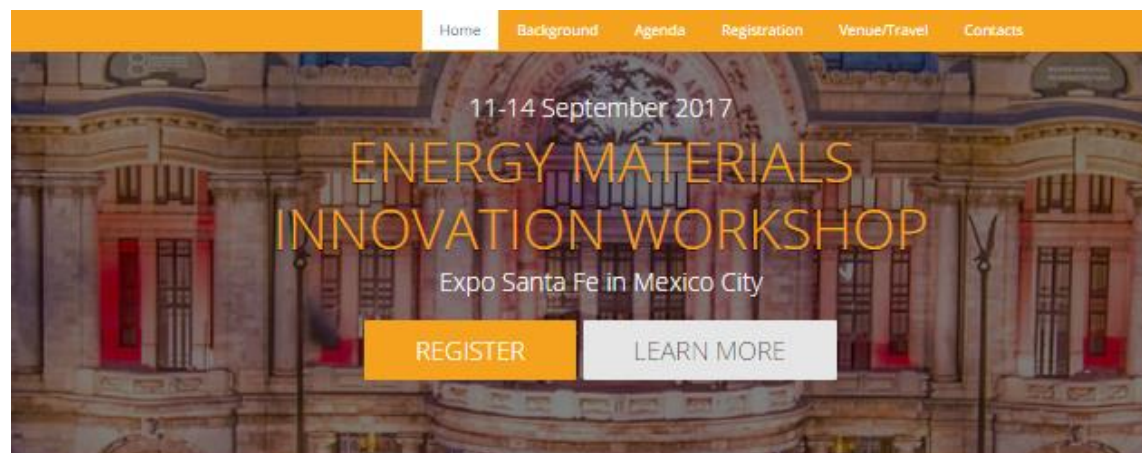 Home Background Agenda Registration Venue/Travel Contacts
11-14 September 2017
ENERGY MATERIALS
INNOVATION WORKSHOP
Expo Santa Fe in Mexico City
REGISTER LEARN MORE